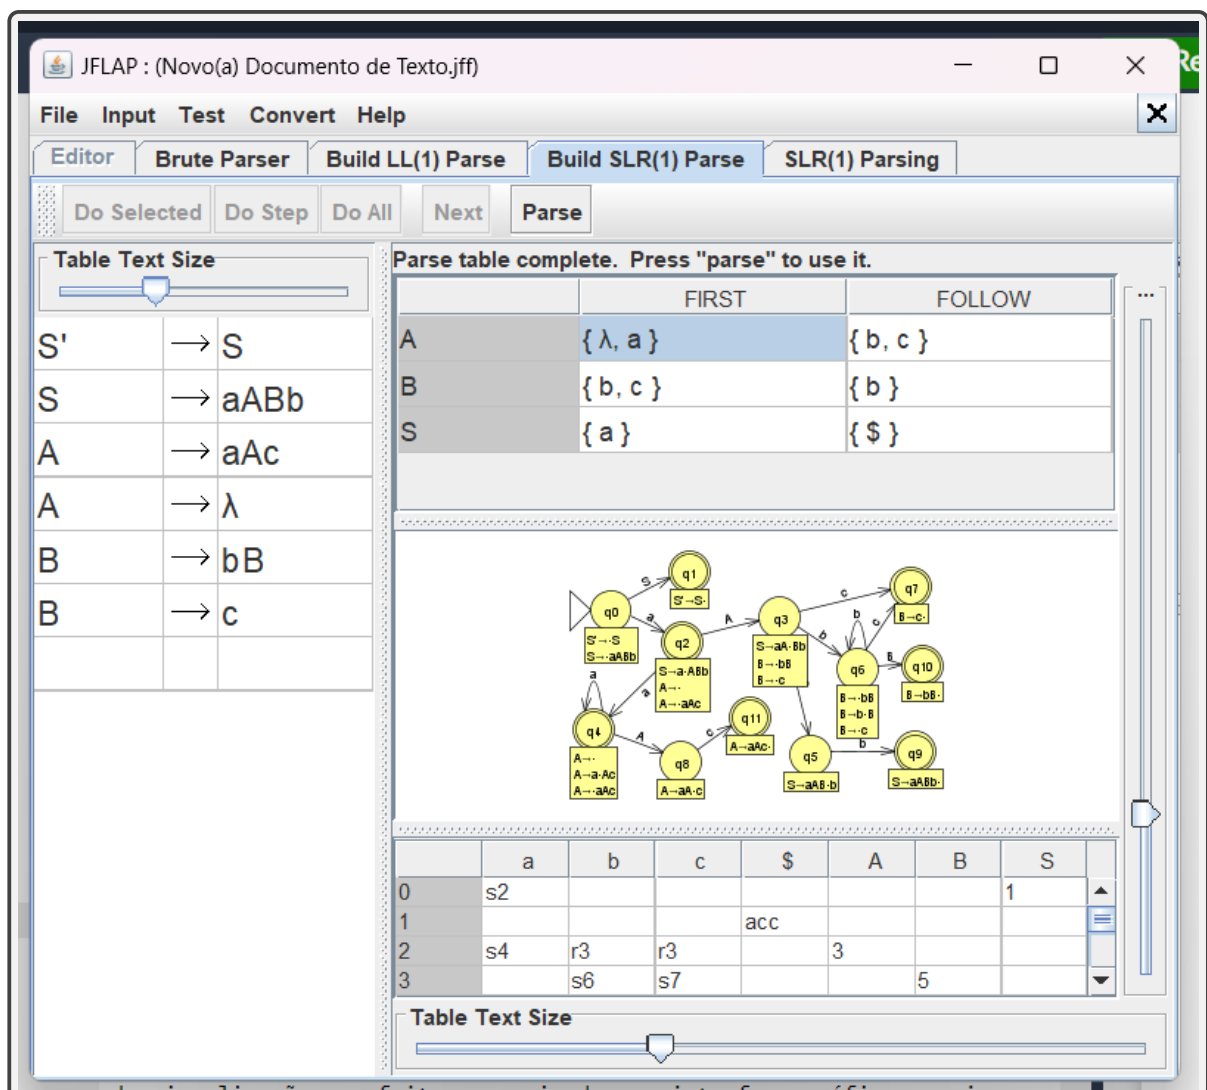 Re
JFLAP : (Novo(a) Documento de Texto.jff)
File Input Test Convert Help
Editor Brute Parser Build LL(1) Parse Build SLR(1) Parse SLR(1) Parsing
Do Selected Do Step Do All Next Parse
Table Text Size
S' → S
S → aABb
A → aAc
A → λ
B → bB
B → c
Parse table complete. Press "parse" to use it.
FIRST FOLLOW
A { λ, a } { b, c }
B { b, c } { b }
S { a } { $ }
...
q0
S'→·S
S→·aABb
S
q1
S'→S·
a
q2
S→a·ABb
A→·
A→·aAc
A
q3
S→aA·Bb
B→·bB
B→·c
c
q7
B→c·
b
b
c
q6
B→·bB
B→b·B
B→·c
B
q10
B→bB·
a
a
q4
A→·
A→a·Ac
A→·aAc
A
q8
A→aA·c
c
q11
A→aAc·
q5
S→aAB·b
b
q9
S→aABb·
a b c $ A B S
0 s2 1
1 acc
2 s4 r3 r3 3
3 s6 s7 5
Table Text Size